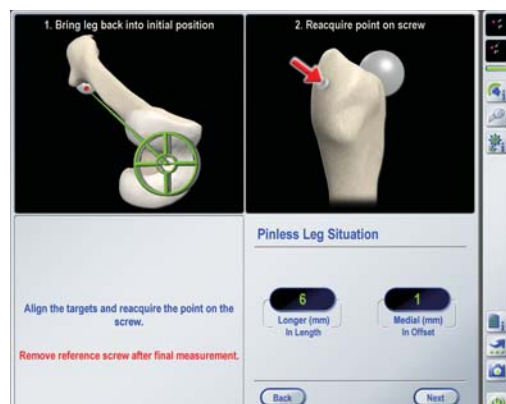 1. Bring leg back into initial position
2. Reacquire point on screw
Align the targets and reacquire the point on the
screw.
Remove reference screw after final measurement.
Pinless Leg Situation
6
Longer (mm)
In Length
1
Medial (mm)
In Offset
Back
Next